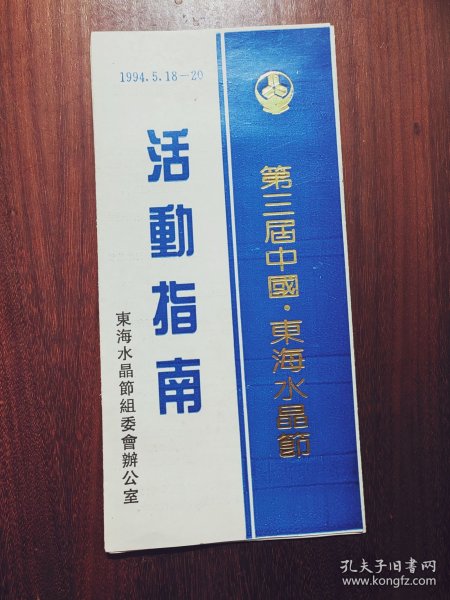 1994.5.18-20
活動指南
東海水晶節組委會辦公室
第三届中國·東海水晶節
孔夫子旧书网
www.kongfz.com